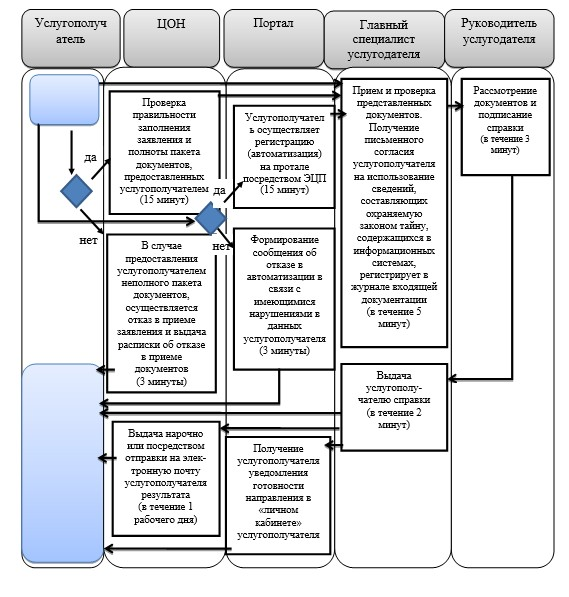 Услугополуч
атель
ЦОН
Портал
Главный
специалист
услугодателя
Руководитель
услугодателя
да
нет
Проверка
правильности
заполнения
заявления и
полноты пакета
документов,
предоставленных
услугополучателем
(15 минут)
да
нет
Услугополучател
ь осуществляет
регистрацию
(автоматизацию)
на протале
посредством ЭЦП
(15 минут)
Прием и проверка
представленных
документов.
Получение
письменного
согласия
услугополучателя
на использование
сведений,
составляющих
охраняемую
законом тайну,
содержащихся в
информационных
системах,
регистрирует в
журнале входящей
документации
(в течение 5
минут)
Рассмотрение
документов и
подписание
справки
(в течение 3
минут)
В случае
предоставления
услугополучателем
неполного пакета
документов,
осуществляется
отказ в приеме
заявления и выдача
расписки об отказе
в приеме
документов
(3 минуты)
Формирование
сообщения об
отказе в
автоматизации в
связи с
имеющимися
нарушениями в
данных
услугополучателя
(3 минуты)
Выдача
услугополу-
чателю справки
(в течение 2
минут)
Выдача нарочно
или посредством
отправки на элек-
тронную почту
услугополучателя
результата
(в течение 1
рабочего дня)
Получение
услугополучателя
уведомления
готовности
направления в
«личном
кабинете»
услугополучателя